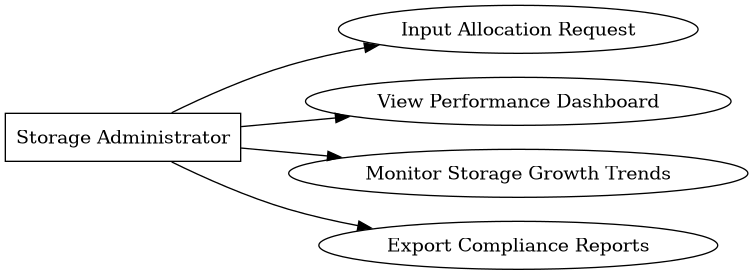 Input Allocation Request
View Performance Dashboard
Storage Administrator
Monitor Storage Growth Trends
Export Compliance Reports